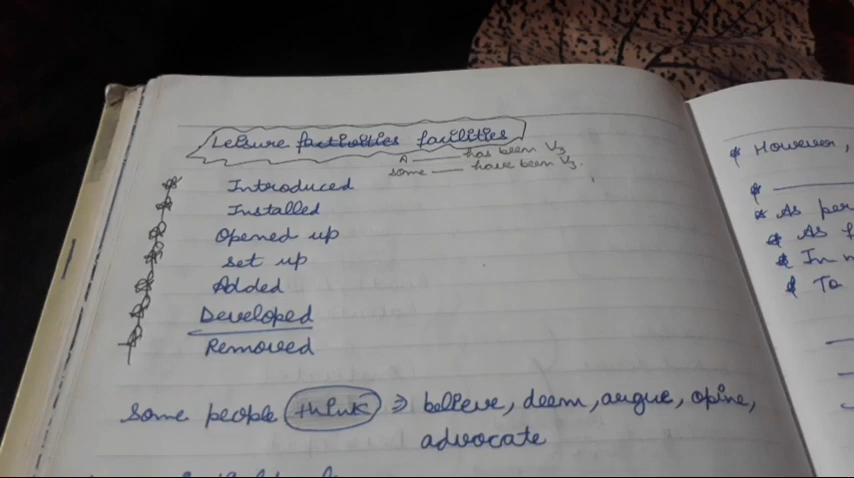 Leisure facilities
A —— has been V3
some —— have been V3.
Introduced
Installed
Opened up
set up
Added
Developed
Removed
Some people think ⇒ believe, deem, argue, opine,
advocate
* However,
*
* As per
* As
* In
* To